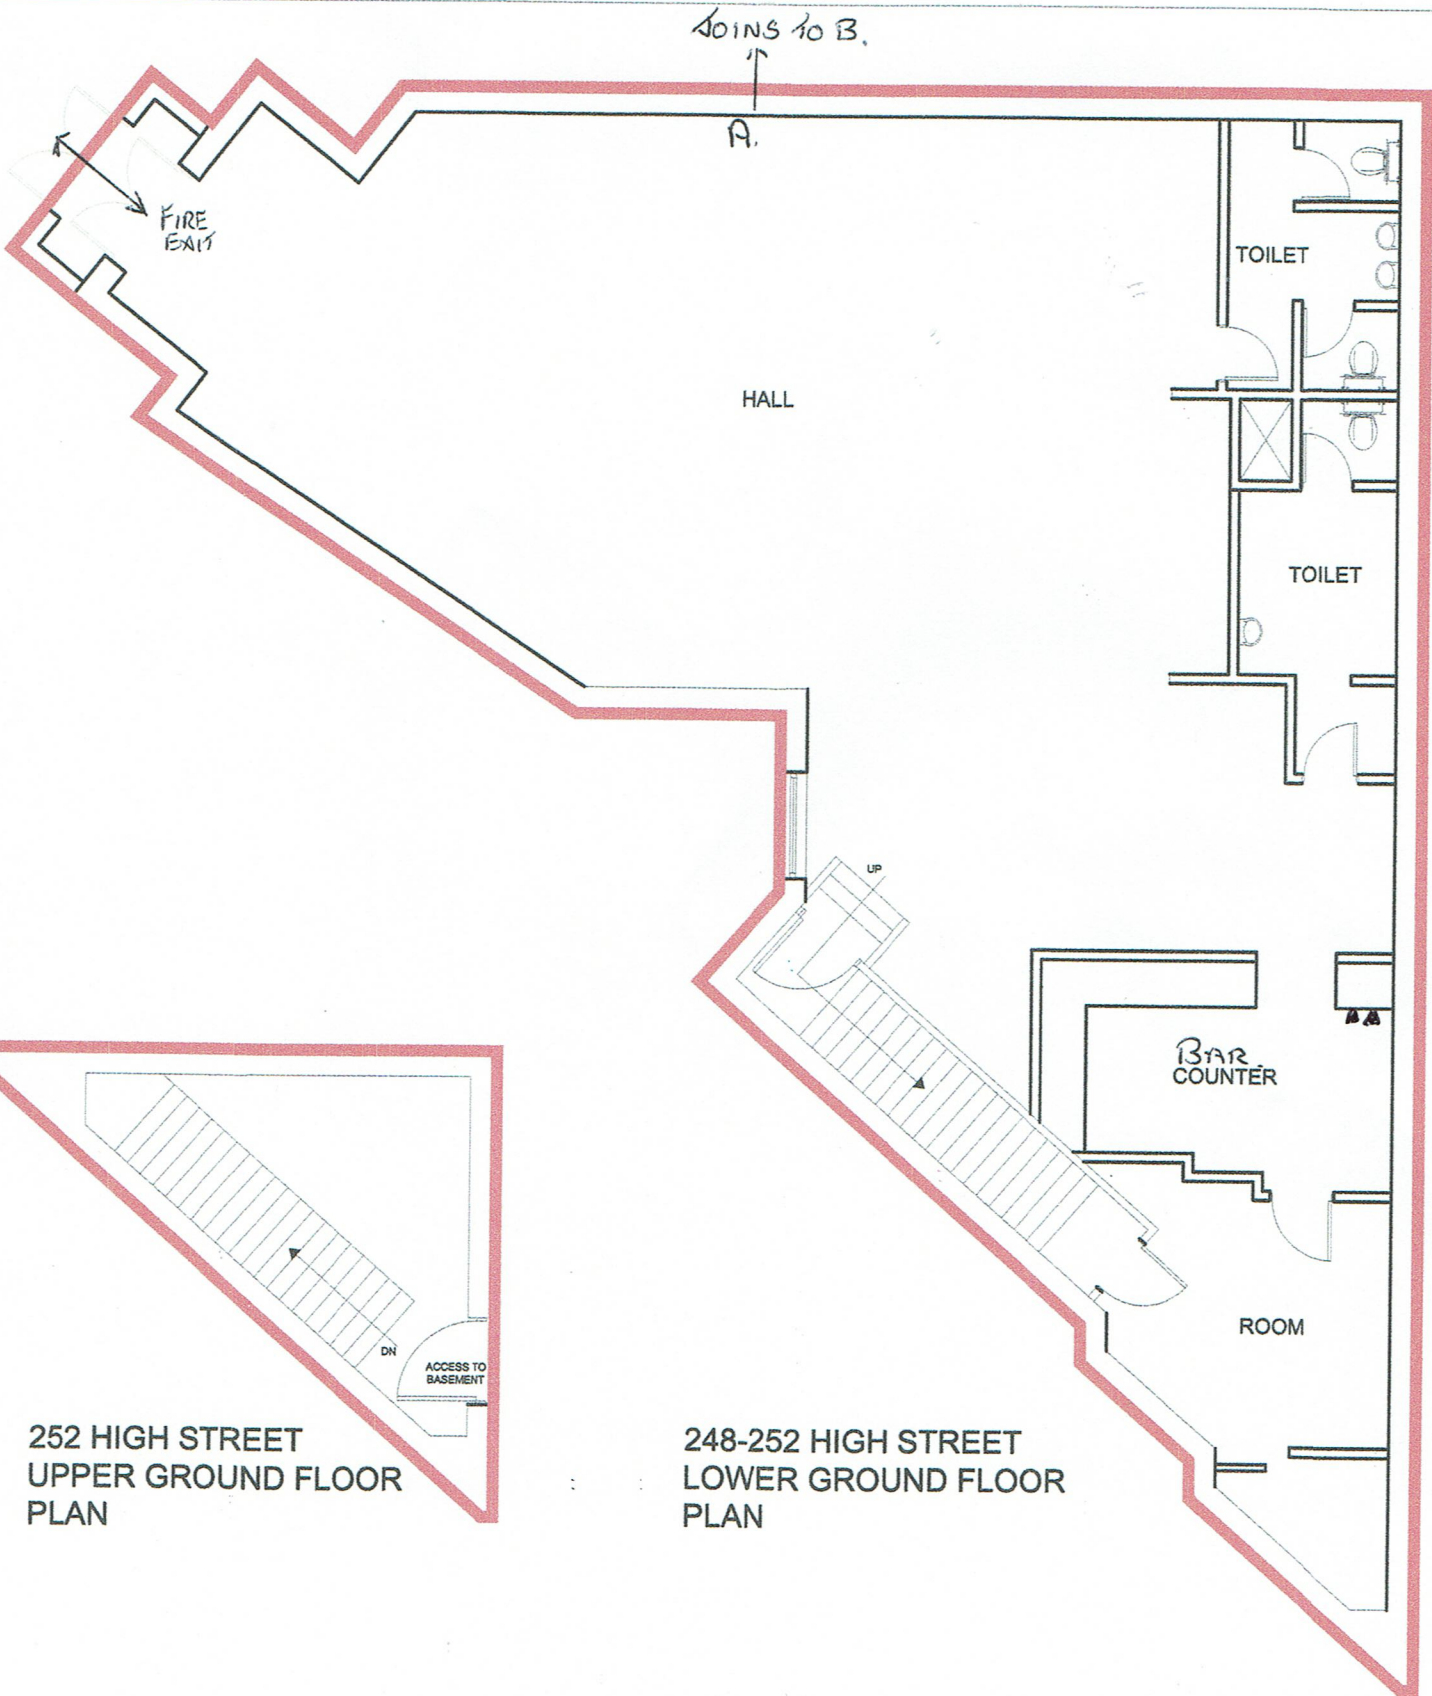 JOINS TO B.
A.
FIRE
EXIT
TOILET
HALL
TOILET
UP
BAR
COUNTER
ROOM
DN
ACCESS TO
BASEMENT
252 HIGH STREET
UPPER GROUND FLOOR
PLAN
248-252 HIGH STREET
LOWER GROUND FLOOR
PLAN